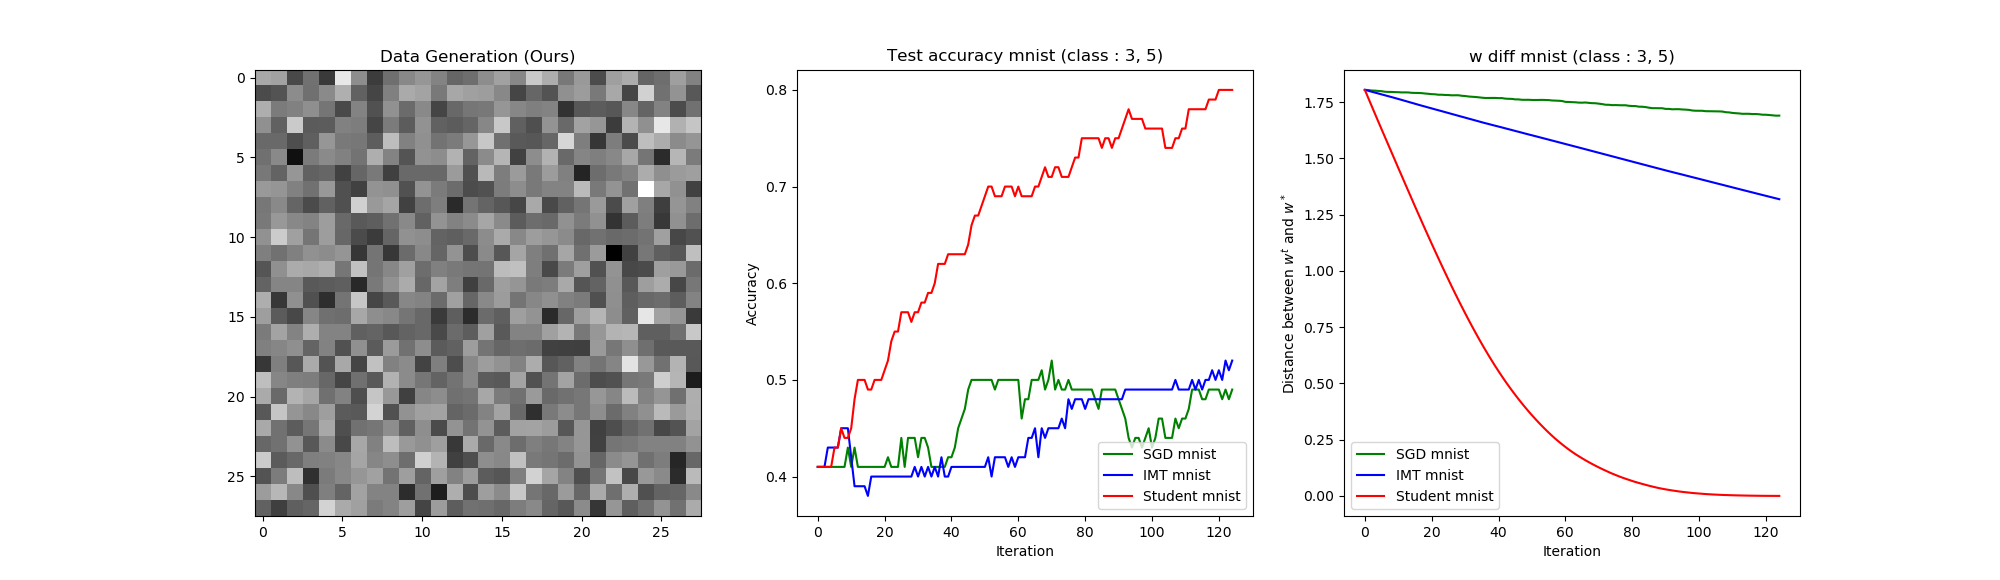 Data Generation (Ours)
0
5
10
15
20
25
0 5 10 15 20 25
Test accuracy mnist (class : 3, 5)
Accuracy
0.8
0.7
0.6
0.5
0.4
SGD mnist
IMT mnist
Student mnist
0 20 40 60 80 100 120
Iteration
w diff mnist (class : 3, 5)
Distance between w^t and w^*
1.75
1.50
1.25
1.00
0.75
0.50
0.25
0.00
SGD mnist
IMT mnist
Student mnist
0 20 40 60 80 100 120
Iteration